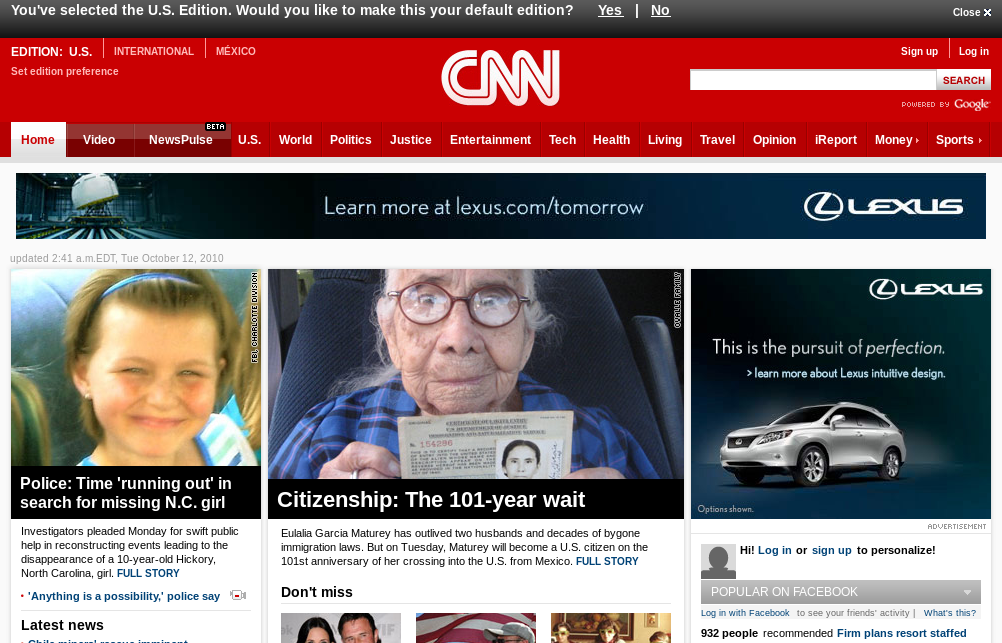 You've selected the U.S. Edition. Would you like to make this your default edition? Yes | No
Close
EDITION: U.S. INTERNATIONAL MÉXICO
Set edition preference
CNN
Sign up Log in
SEARCH
POWERED BY Google
Home Video NewsPulse BETA U.S. World Politics Justice Entertainment Tech Health Living Travel Opinion iReport Money Sports
Learn more at lexus.com/tomorrow
LEXUS
updated 2:41 a.m.EDT, Tue October 12, 2010
FBI, CHARLOTTE DIVISION
Police: Time 'running out' in
search for missing N.C. girl
Investigators pleaded Monday for swift public
help in reconstructing events leading to the
disappearance of a 10-year-old Hickory,
North Carolina, girl. FULL STORY
'Anything is a possibility,' police say
Latest news
OVALLE FAMILY
Citizenship: The 101-year wait
Eulalia Garcia Maturey has outlived two husbands and decades of bygone
immigration laws. But on Tuesday, Maturey will become a U.S. citizen on the
101st anniversary of her crossing into the U.S. from Mexico. FULL STORY
Don't miss
LEXUS
This is the pursuit of perfection.
> learn more about Lexus intuitive design.
Options shown.
ADVERTISEMENT
Hi! Log in or sign up to personalize!
POPULAR ON FACEBOOK
Log in with Facebook to see your friends' activity | What's this?
932 people recommended Firm plans resort staffed